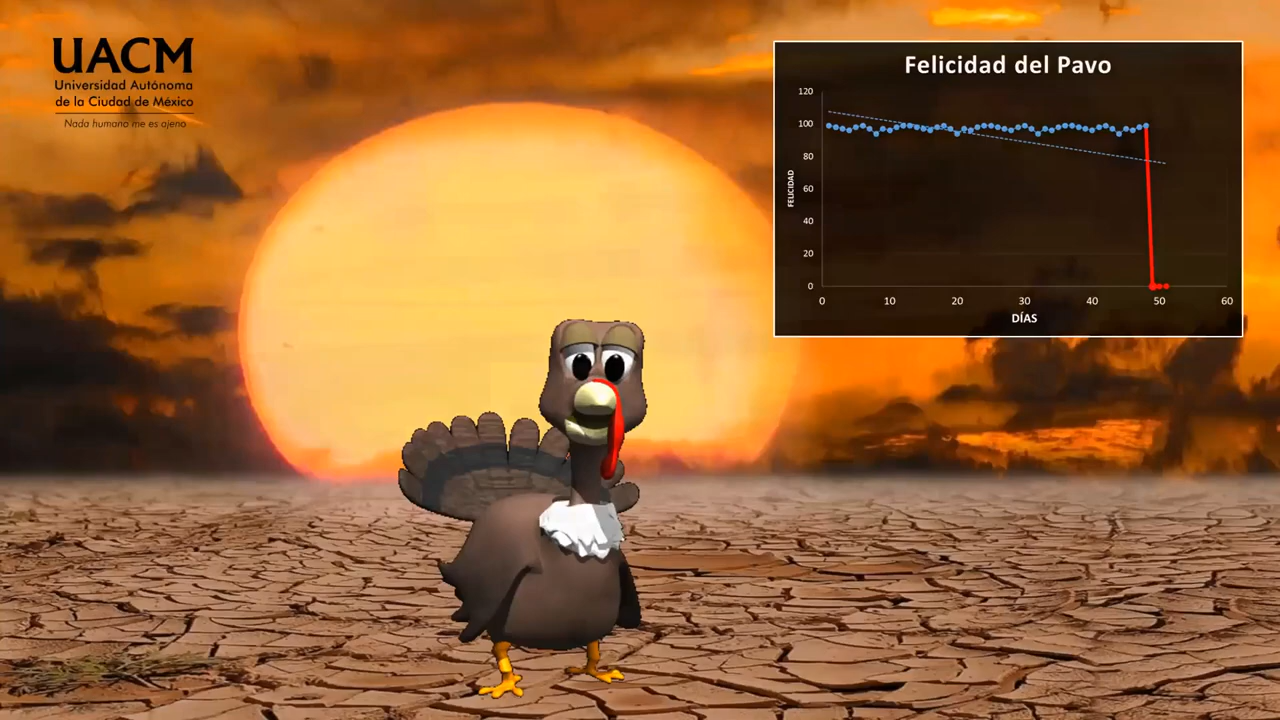 UACM
Universidad Autónoma
de la Ciudad de México
Nada humano me es ajeno
Felicidad del Pavo
120
100
80
60
40
20
0
FELICIDAD
0 10 20 30 40 50 60
DÍAS